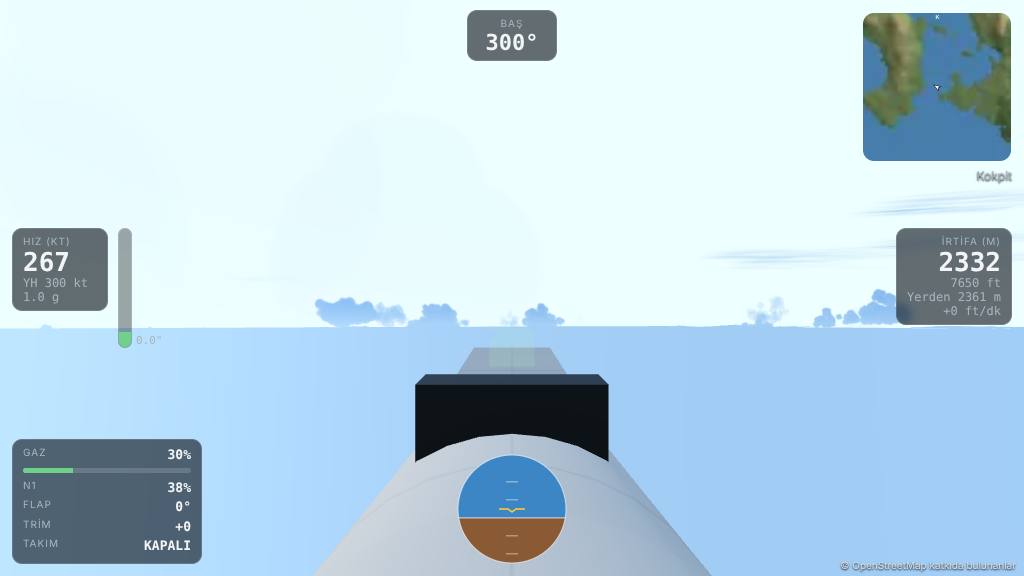 BAŞ
300°
K
Kokpit
HIZ (KT)
267
YH 300 kt
1.0 g
0.0°
İRTİFA (M)
2332
7650 ft
Yerden 2361 m
+0 ft/dk
GAZ 30%
N1 38%
FLAP 0°
TRİM +0
TAKIM KAPALI
© OpenStreetMap katkıda bulunanlar